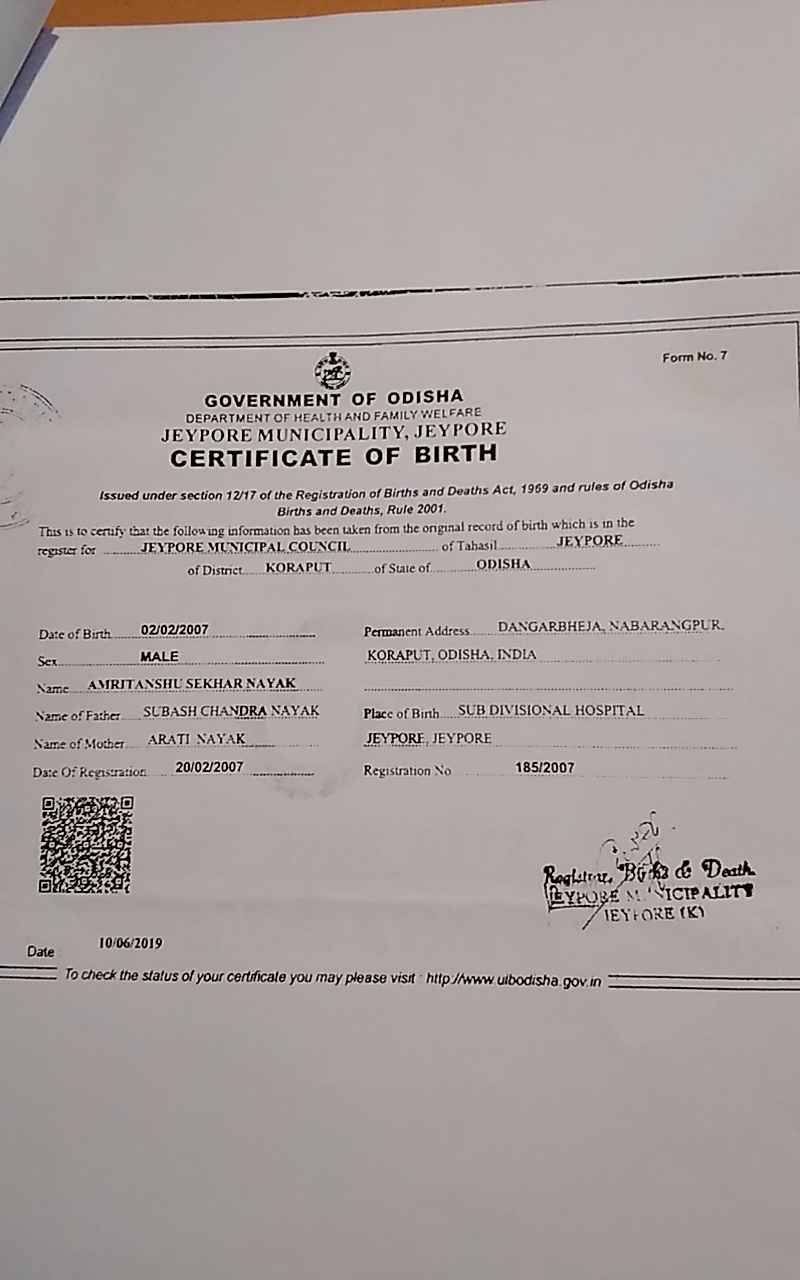 Form No. 7
GOVERNMENT OF ODISHA
DEPARTMENT OF HEALTH AND FAMILY WELFARE
JEYPORE MUNICIPALITY, JEYPORE
CERTIFICATE OF BIRTH
Issued under section 12/17 of the Registration of Births and Deaths Act, 1969 and rules of Odisha
Births and Deaths, Rule 2001.
This is to certify that the following information has been taken from the original record of birth which is in the
register for JEYPORE MUNICIPAL COUNCIL of Tahasil JEYPORE
of District KORAPUT of State of ODISHA
Date of Birth 02/02/2007
Sex MALE
Name AMRITANSHU SEKHAR NAYAK
Name of Father SUBASH CHANDRA NAYAK
Name of Mother ARATI NAYAK
Date Of Registration 20/02/2007
Permanent Address DANGARBHEJA, NABARANGPUR,
KORAPUT, ODISHA, INDIA
Place of Birth SUB DIVISIONAL HOSPITAL
JEYPORE, JEYPORE
Registration No 185/2007
Registrar, Births & Death
JEYPORE MUNICIPALITY
JEYPORE (K)
Date 10/06/2019
To check the status of your certificate you may please visit : http://www.ulbodisha.gov.in